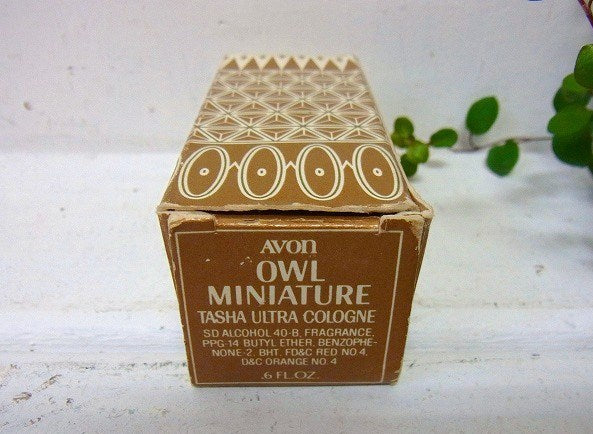 AVON
OWL
MINIATURE
TASHA ULTRA COLOGNE
SD ALCOHOL 40-B, FRAGRANCE,
PPG-14 BUTYL ETHER, BENZOPHE-
NONE-2, BHT, FD&C RED NO 4,
D&C ORANGE NO 4
.6 FL. OZ.